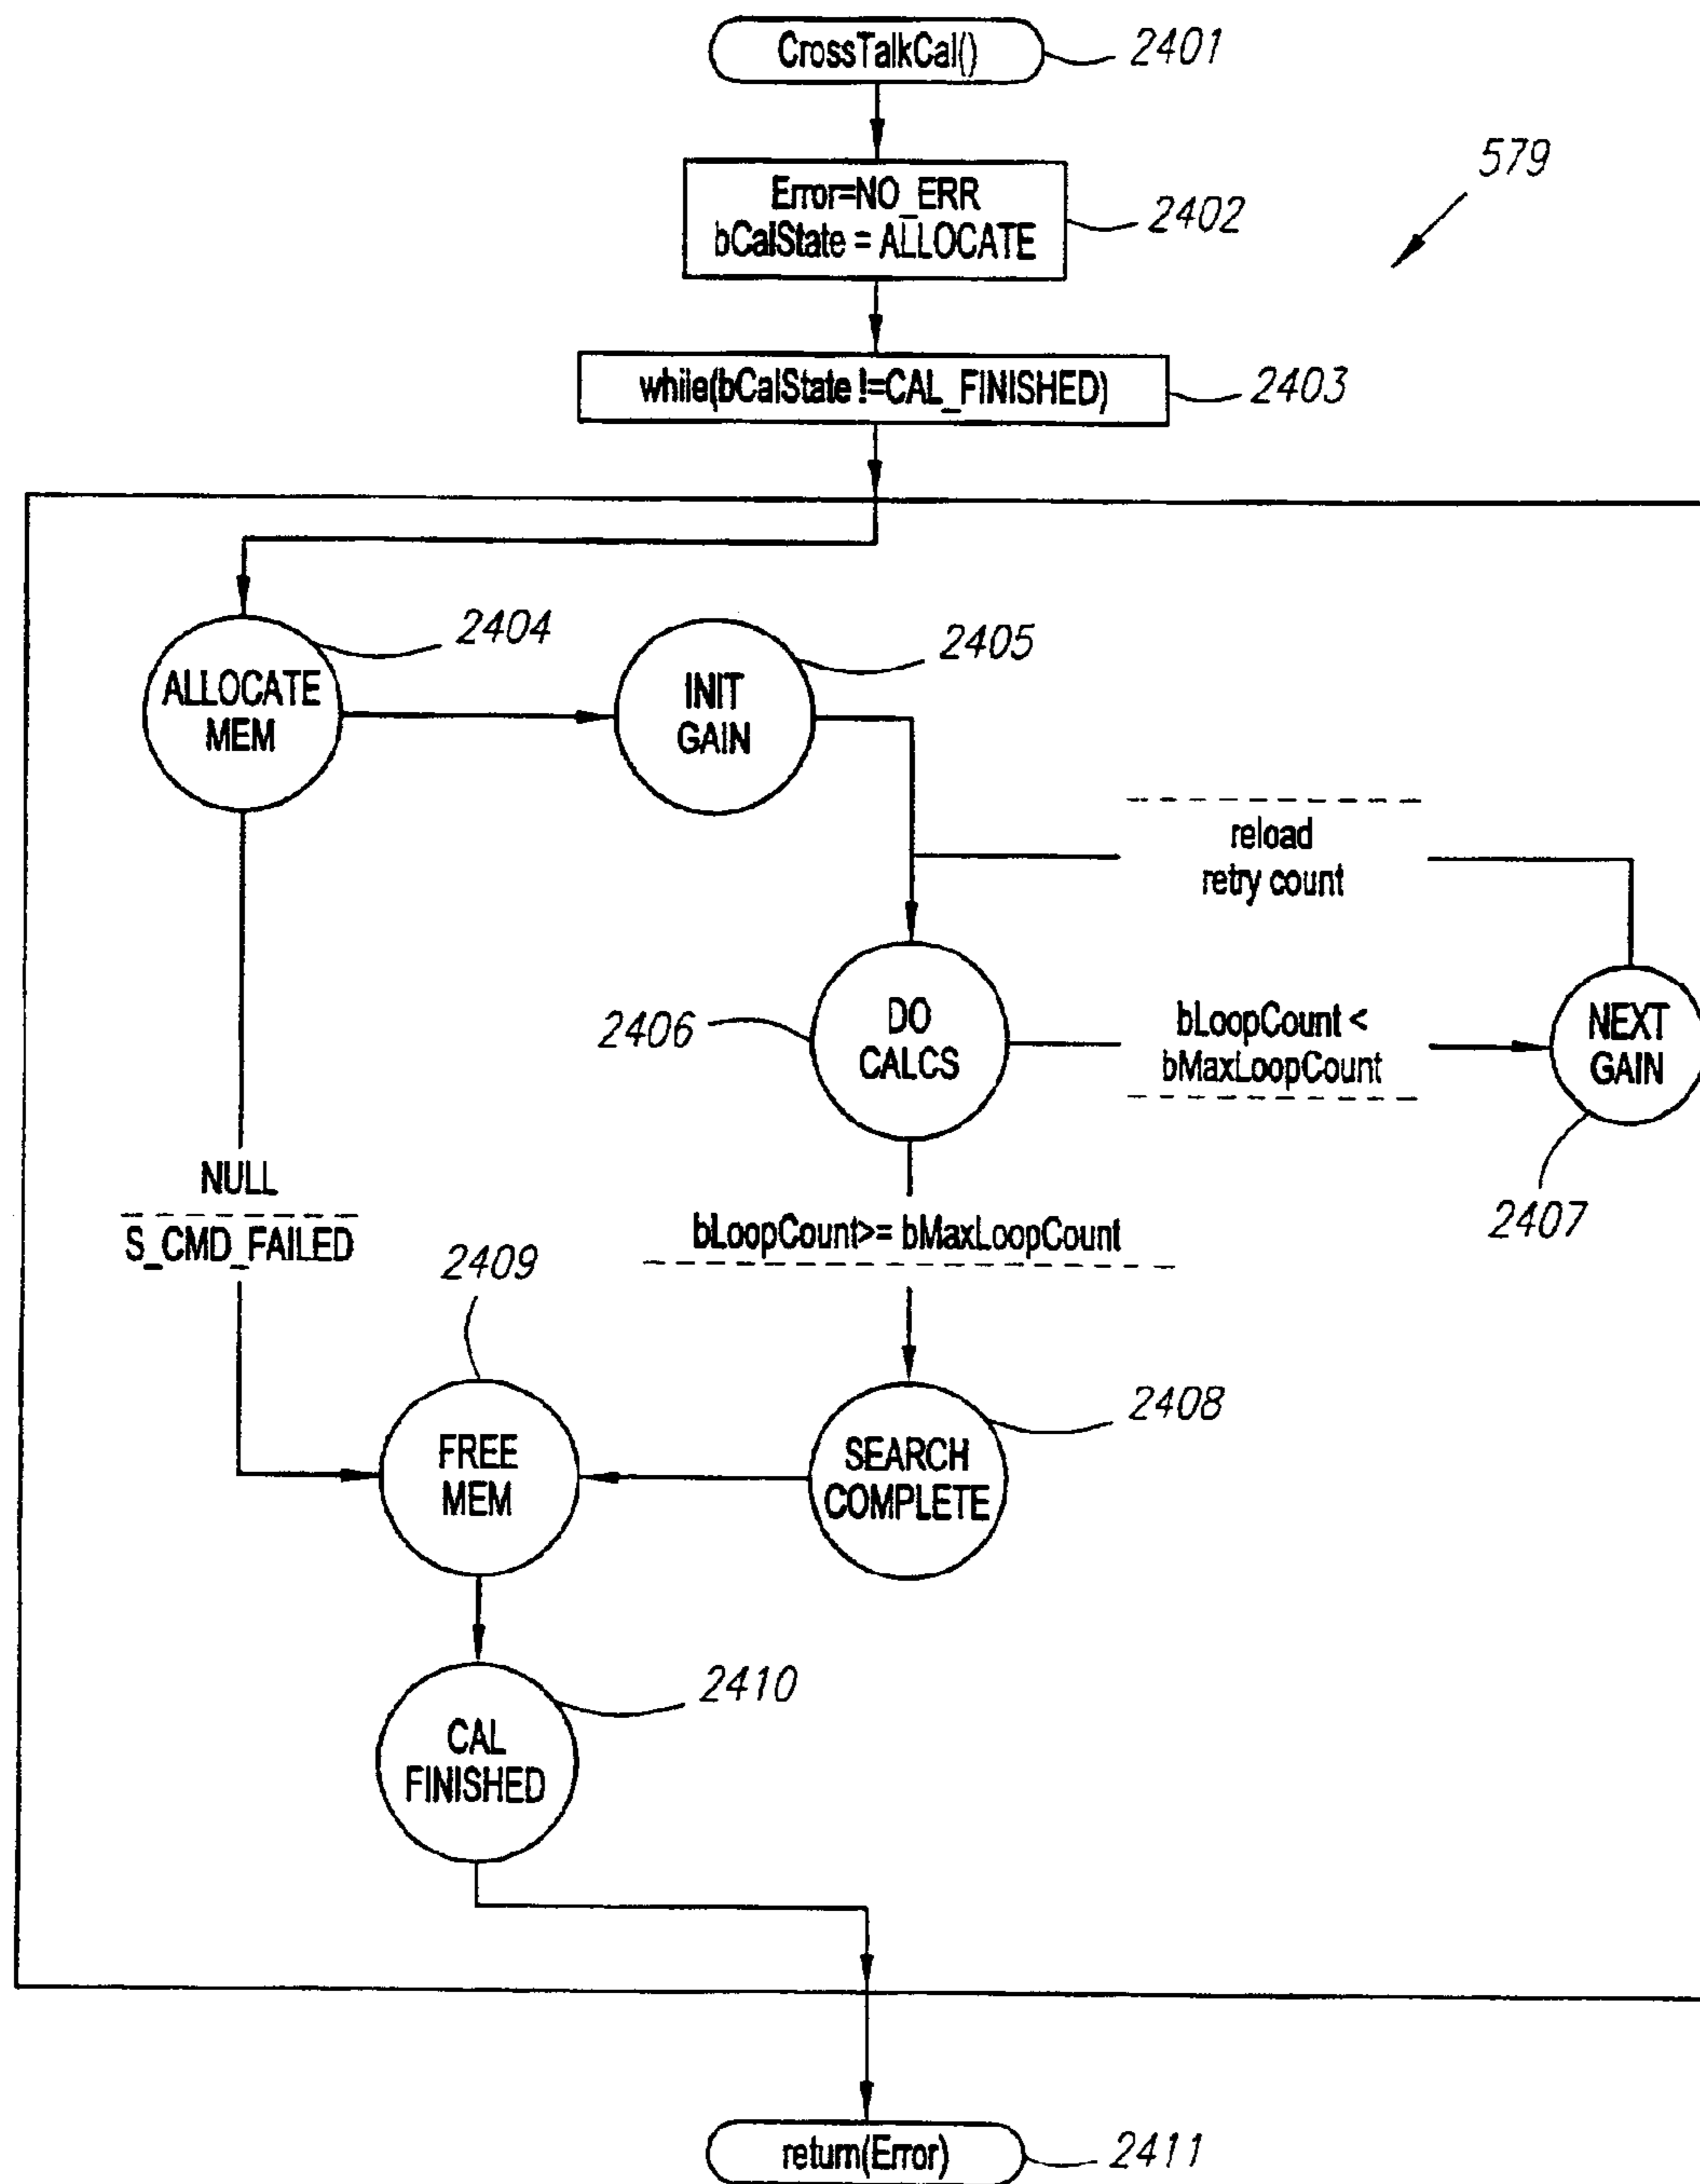 CrossTalkCal()
2401
579
Error=NO_ERR
bCalState = ALLOCATE
2402
while(bCalState !=CAL_FINISHED)
2403
2404
ALLOCATE
MEM
2405
INIT
GAIN
reload
retry count
2406
DO
CALCS
bLoopCount <
bMaxLoopCount
NEXT
GAIN
2407
NULL
S_CMD_FAILED
bLoopCount>= bMaxLoopCount
2409
FREE
MEM
2408
SEARCH
COMPLETE
2410
CAL
FINISHED
return(Error)
2411